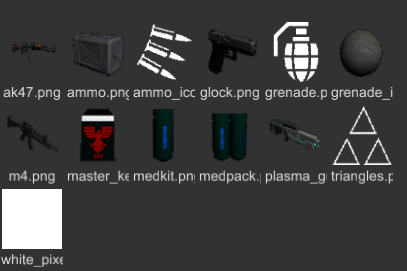 ak47.png ammo.png ammo_ico glock.png grenade.p grenade_i
m4.png master_ke medkit.png medpack. plasma_g triangles.p
white_pixe